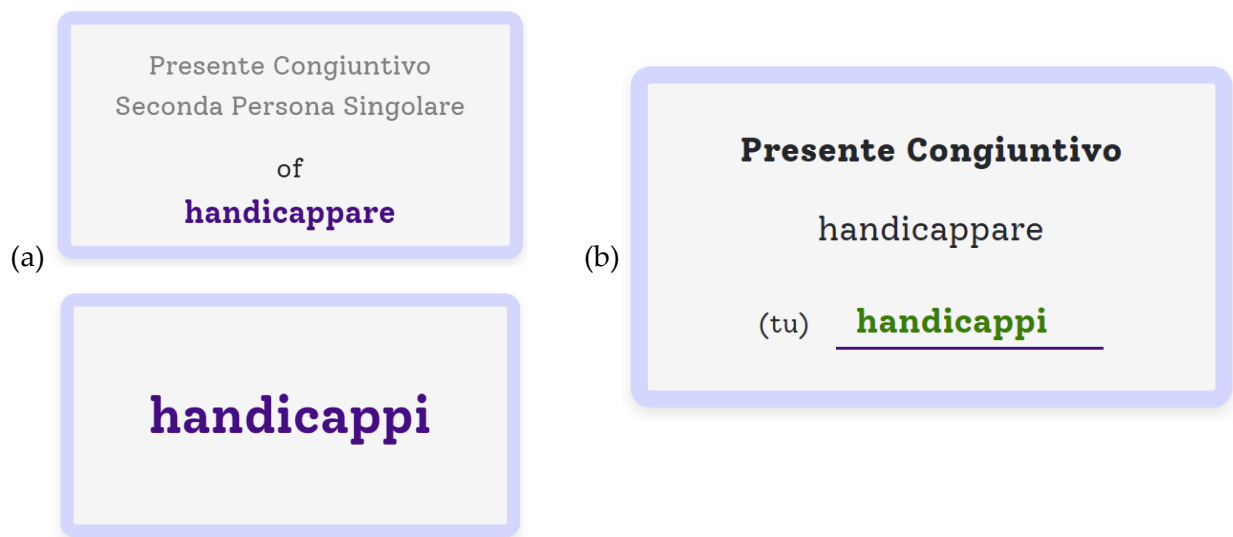 Presente Congiuntivo
Seconda Persona Singolare
of
handicappare
(a)
handicappi
(b)
Presente Congiuntivo
handicappare
(tu) handicappi